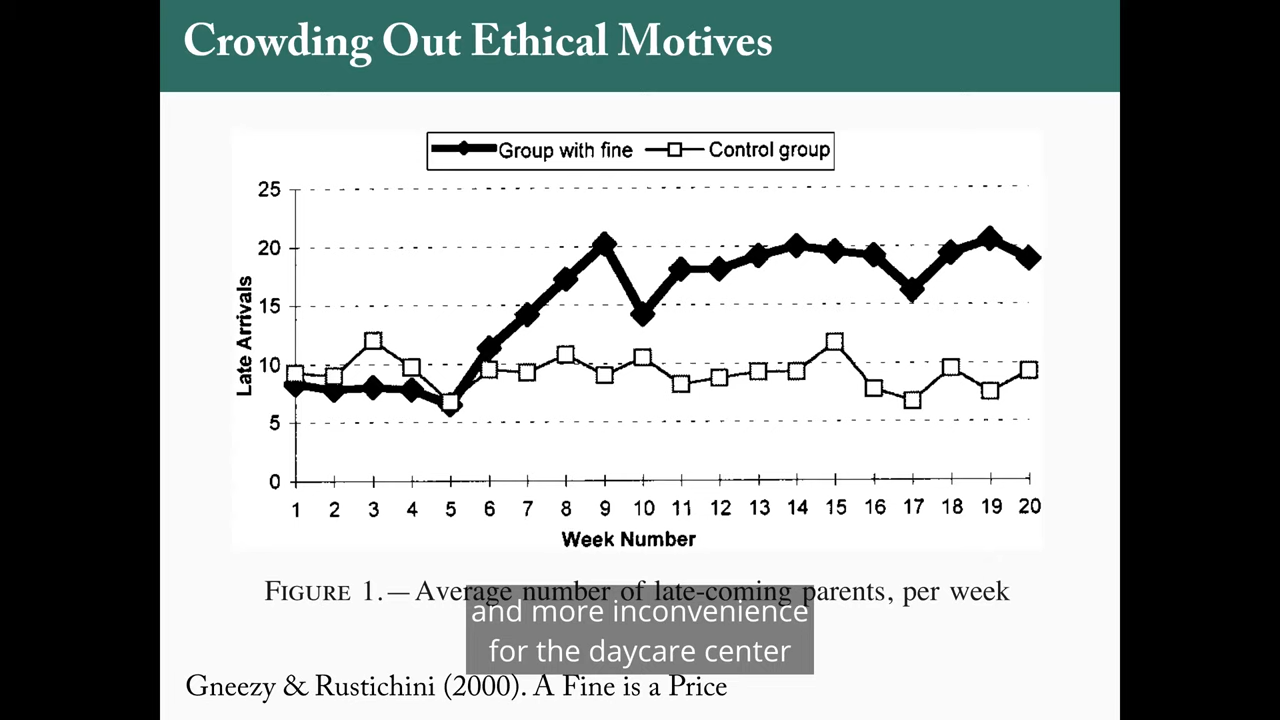 Crowding Out Ethical Motives
Group with fine Control group
25
20
15
10
5
0
Late Arrivals
1 2 3 4 5 6 7 8 9 10 11 12 13 14 15 16 17 18 19 20
Week Number
FIGURE 1.—Average number of late-coming parents, per week
and more inconvenience
for the daycare center
Gneezy & Rustichini (2000). A Fine is a Price